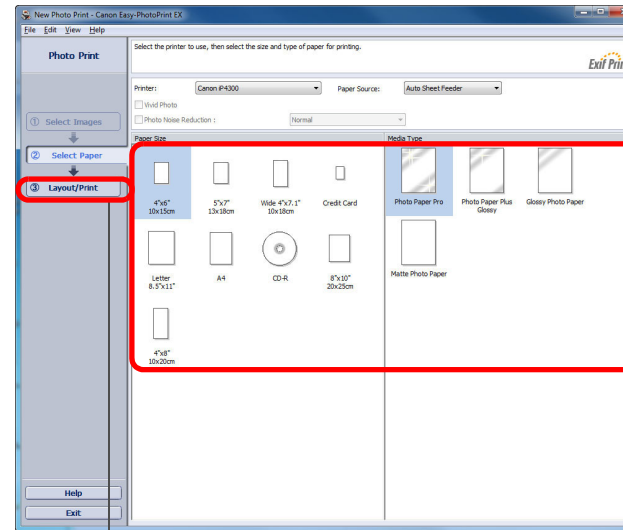 New Photo Print - Canon Easy-PhotoPrint EX
File Edit View Help
Photo Print
Select the printer to use, then select the size and type of paper for printing.
Exif Prin
Printer: Canon iP4300 Paper Source: Auto Sheet Feeder
Vivid Photo
Photo Noise Reduction : Normal
① Select Images
② Select Paper
③ Layout/Print
Paper Size Media Type
4"x6" 5"x7" Wide 4"x7.1" Credit Card
10x15cm 13x18cm 10x18cm
Photo Paper Pro Photo Paper Plus Glossy Photo Paper
Glossy
Letter A4 CD-R 8"x10"
8.5"x11" 20x25cm
Matte Photo Paper
4"x8"
10x20cm
Help
Exit